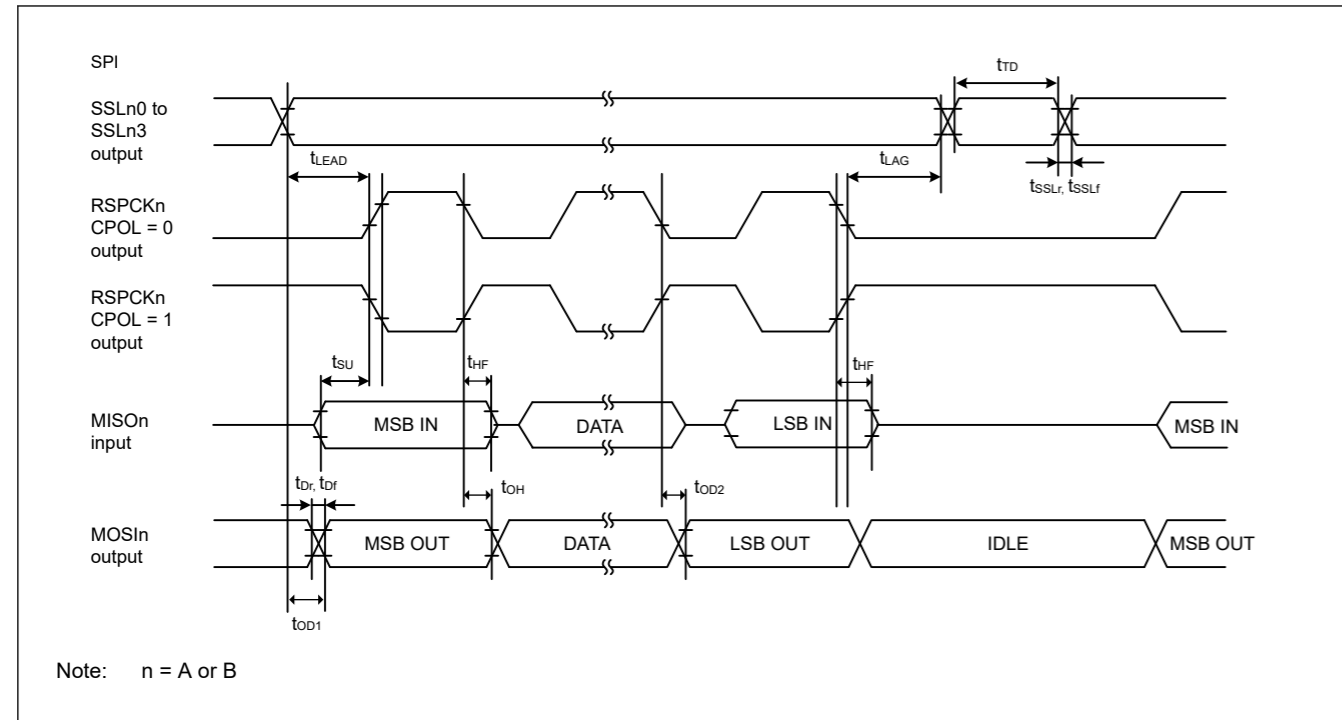 SPI
tTD
SSLn0 to
SSLn3
output
tLEAD
tLAG
tSSLr, tSSLf
RSPCKn
CPOL = 0
output
RSPCKn
CPOL = 1
output
tSU
tHF
tHF
MISOn
input
MSB IN
DATA
LSB IN
MSB IN
tDr, tDf
tOH
tOD2
MOSIn
output
MSB OUT
DATA
LSB OUT
IDLE
MSB OUT
tOD1
Note: n = A or B